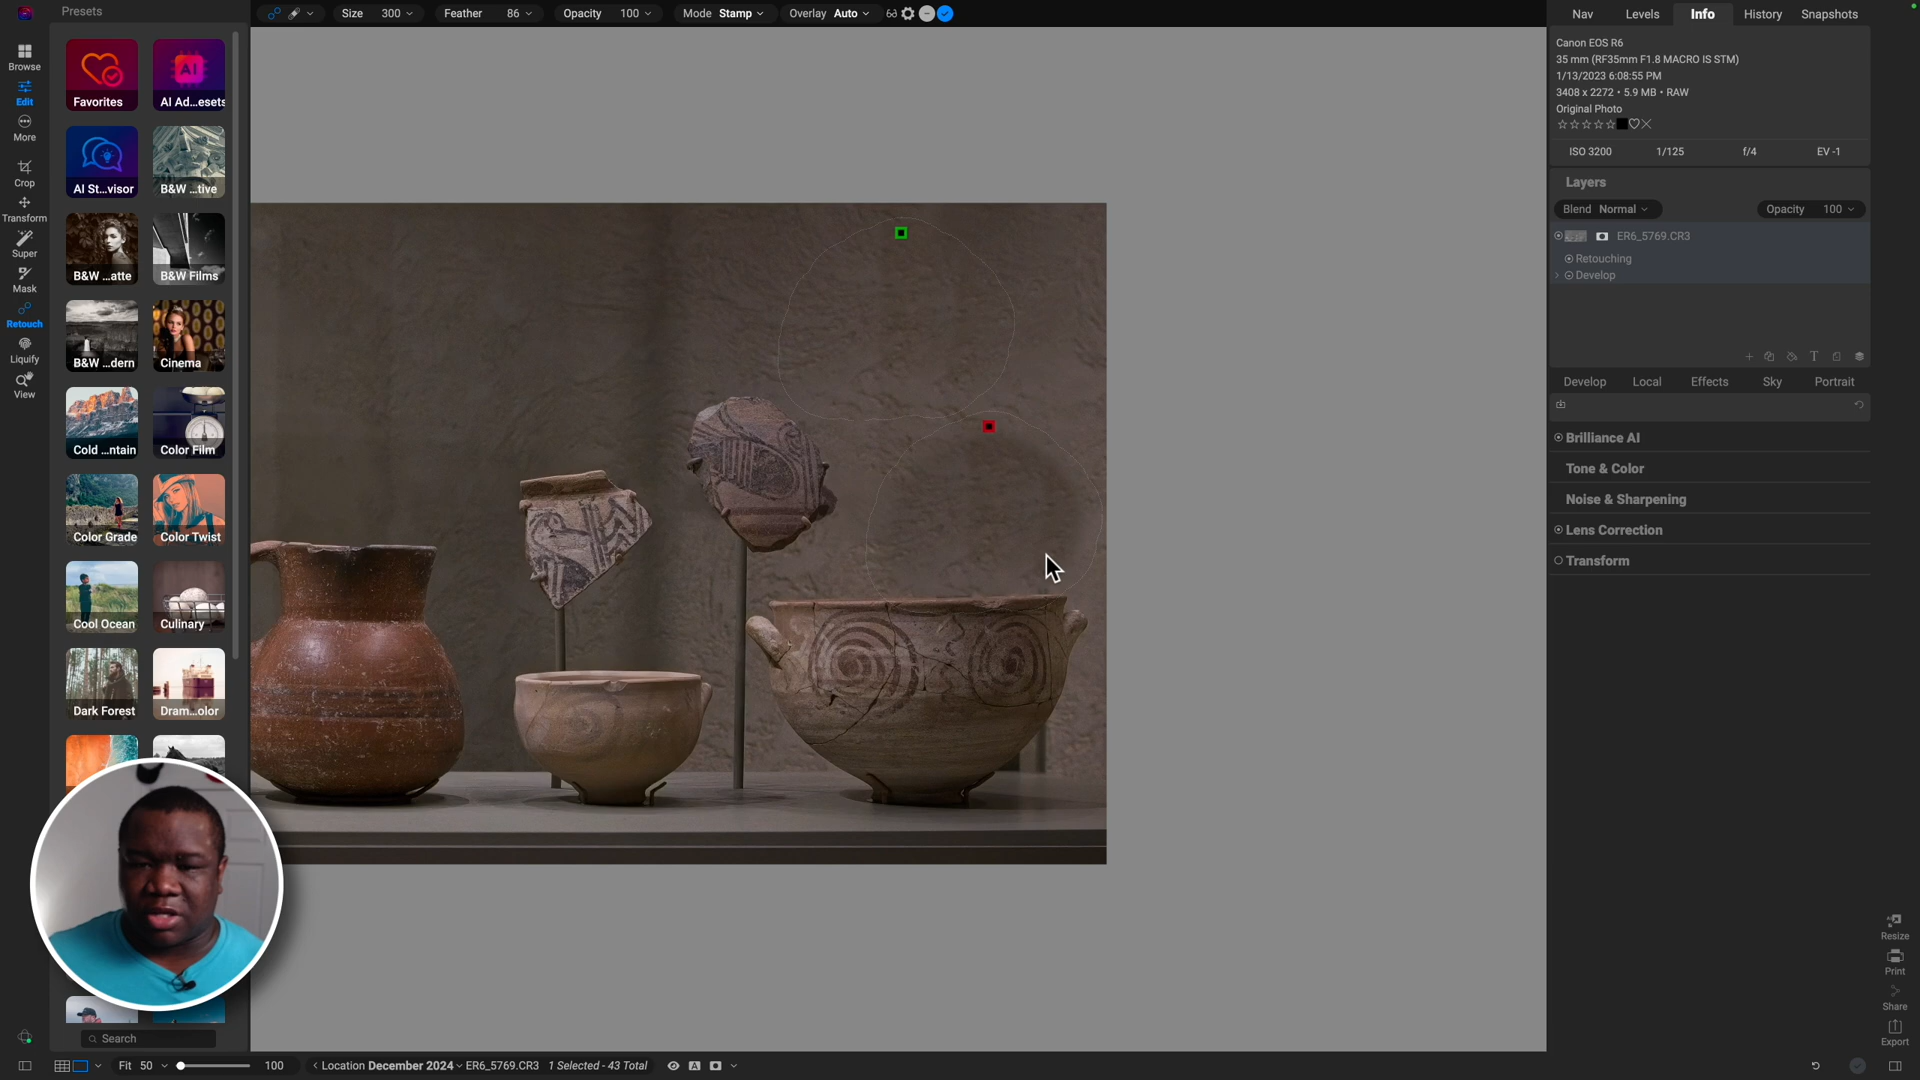 Presets
Size 300 Feather 86 Opacity 100 Mode Stamp Overlay Auto
Nav Levels Info History Snapshots
Browse
Edit
More
Crop
Transform
Super
Mask
Retouch
Liquify
View
Favorites
AI Ad...esets
AI St...visor
B&W ...tive
B&W ...atte
B&W Films
B&W ...dern
Cinema
Cold ...ntain
Color Film
Color Grade
Color Twist
Cool Ocean
Culinary
Dark Forest
Dram...olor
Search
Canon EOS R6
35 mm (RF35mm F1.8 MACRO IS STM)
1/13/2023 6:08:55 PM
3408 x 2272 • 5.9 MB • RAW
Original Photo
ISO 3200 1/125 f/4 EV -1
Layers
Blend Normal Opacity 100
ER6_5769.CR3
Retouching
Develop
Develop Local Effects Sky Portrait
Brilliance AI
Tone & Color
Noise & Sharpening
Lens Correction
Transform
Resize
Print
Share
Export
Fit 50 100 Location December 2024 ER6_5769.CR3 1 Selected - 43 Total A